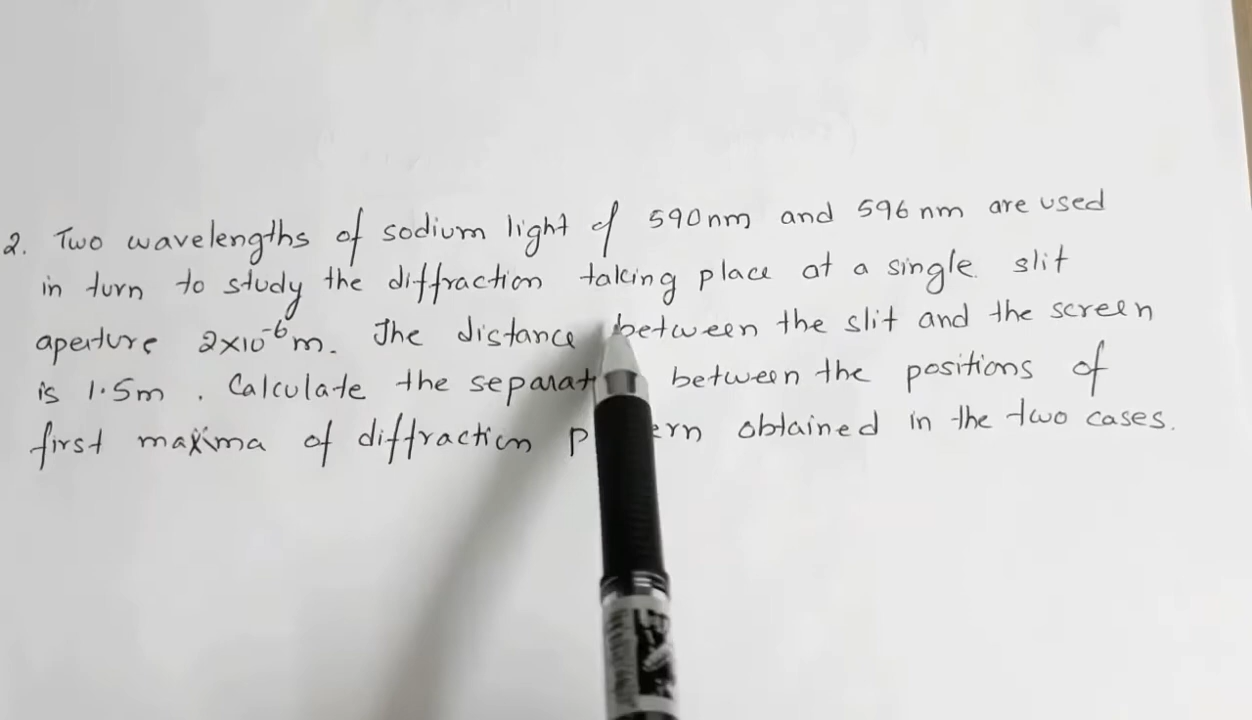 2. Two wavelengths of sodium light of 590nm and 596 nm are used
in turn to study the diffraction taking place at a single slit
aperture 2x10⁻⁶m. The distance between the slit and the screen
is 1.5m. Calculate the separat between the positions of
first maxima of diffraction p ern obtained in the two cases.